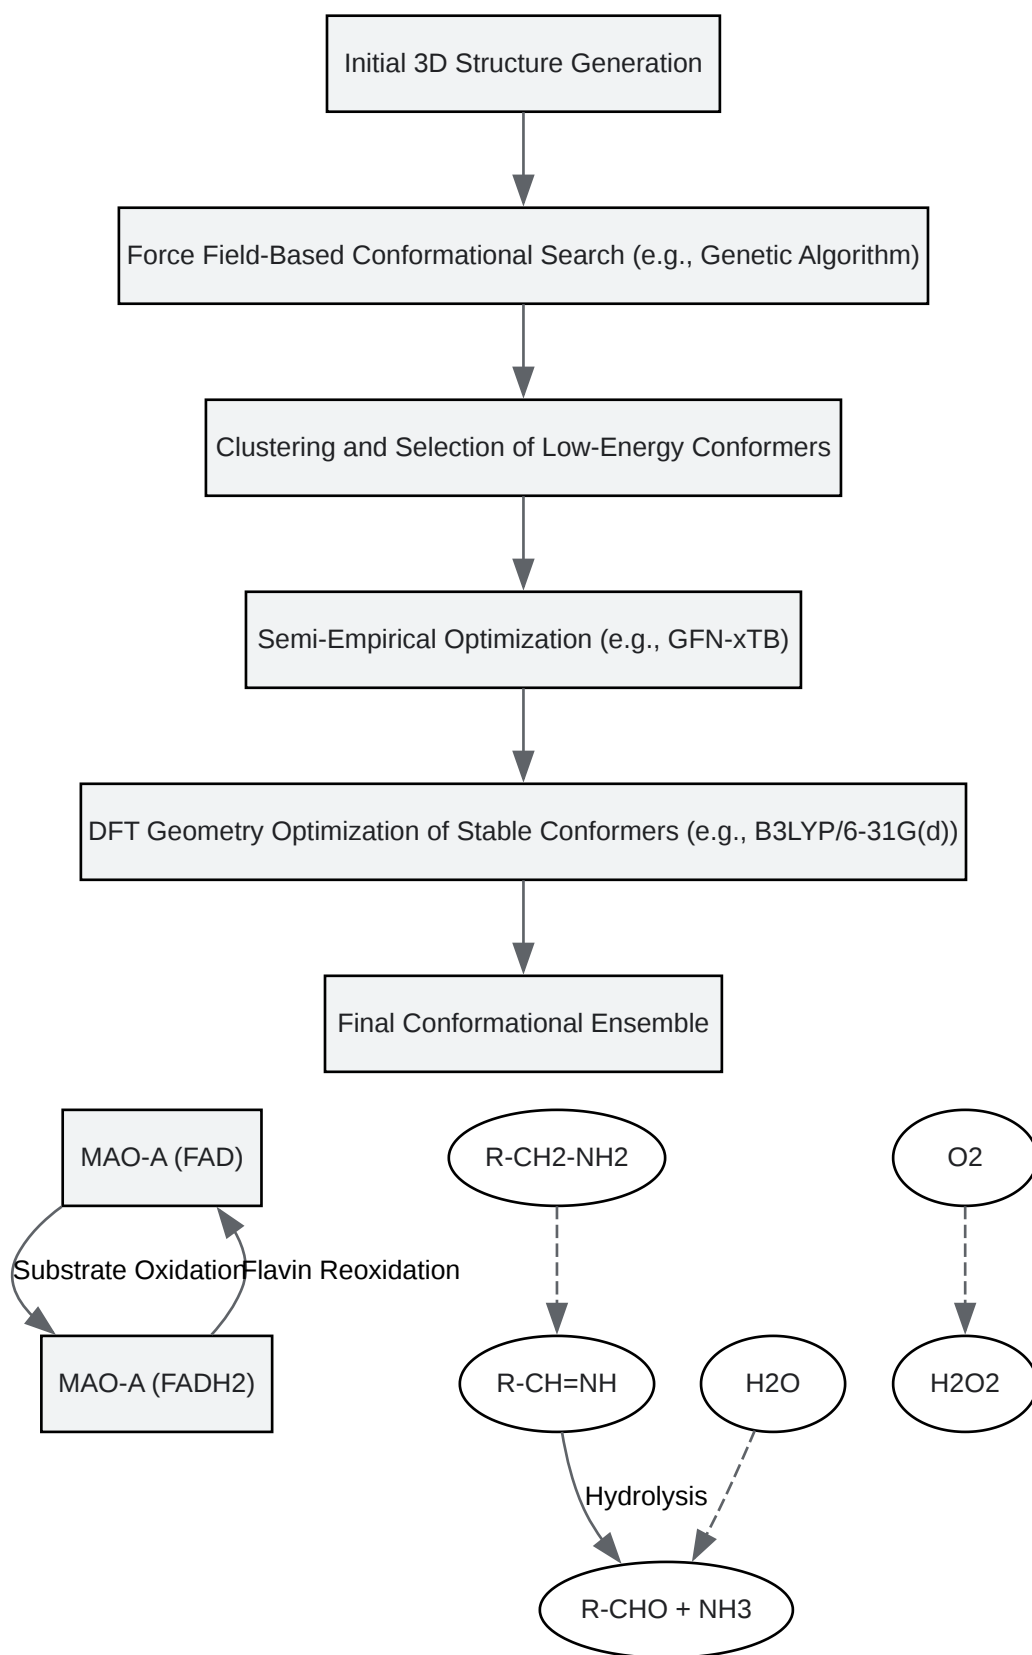 Initial 3D Structure Generation
Force Field-Based Conformational Search (e.g., Genetic Algorithm)
Clustering and Selection of Low-Energy Conformers
Semi-Empirical Optimization (e.g., GFN-xTB)
DFT Geometry Optimization of Stable Conformers (e.g., B3LYP/6-31G(d))
Final Conformational Ensemble
MAO-A (FAD)
R-CH2-NH2
O2
Substrate Oxidation
Flavin Reoxidation
MAO-A (FADH2)
R-CH=NH
H2O
H2O2
Hydrolysis
R-CHO + NH3